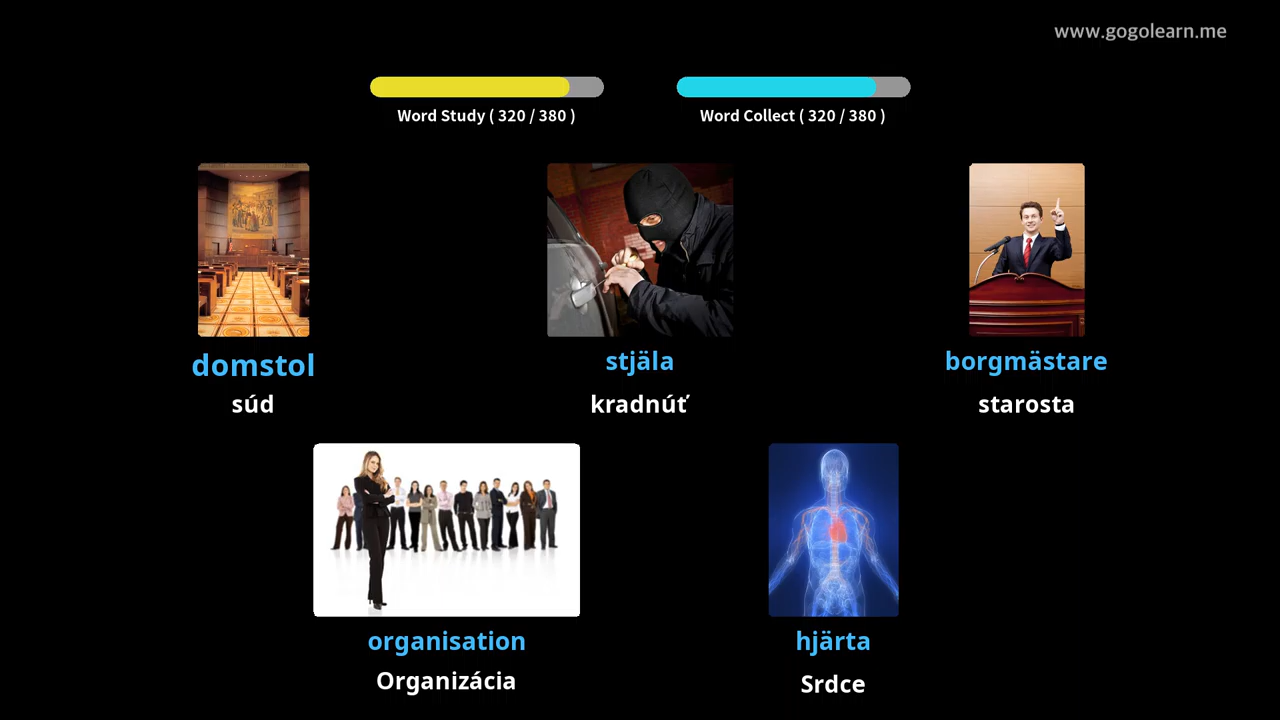 www.gogolearn.me
Word Study ( 320 / 380 )
Word Collect ( 320 / 380 )
domstol
stjäla
borgmästare
súd
kradnúť
starosta
organisation
hjärta
Organizácia
Srdce